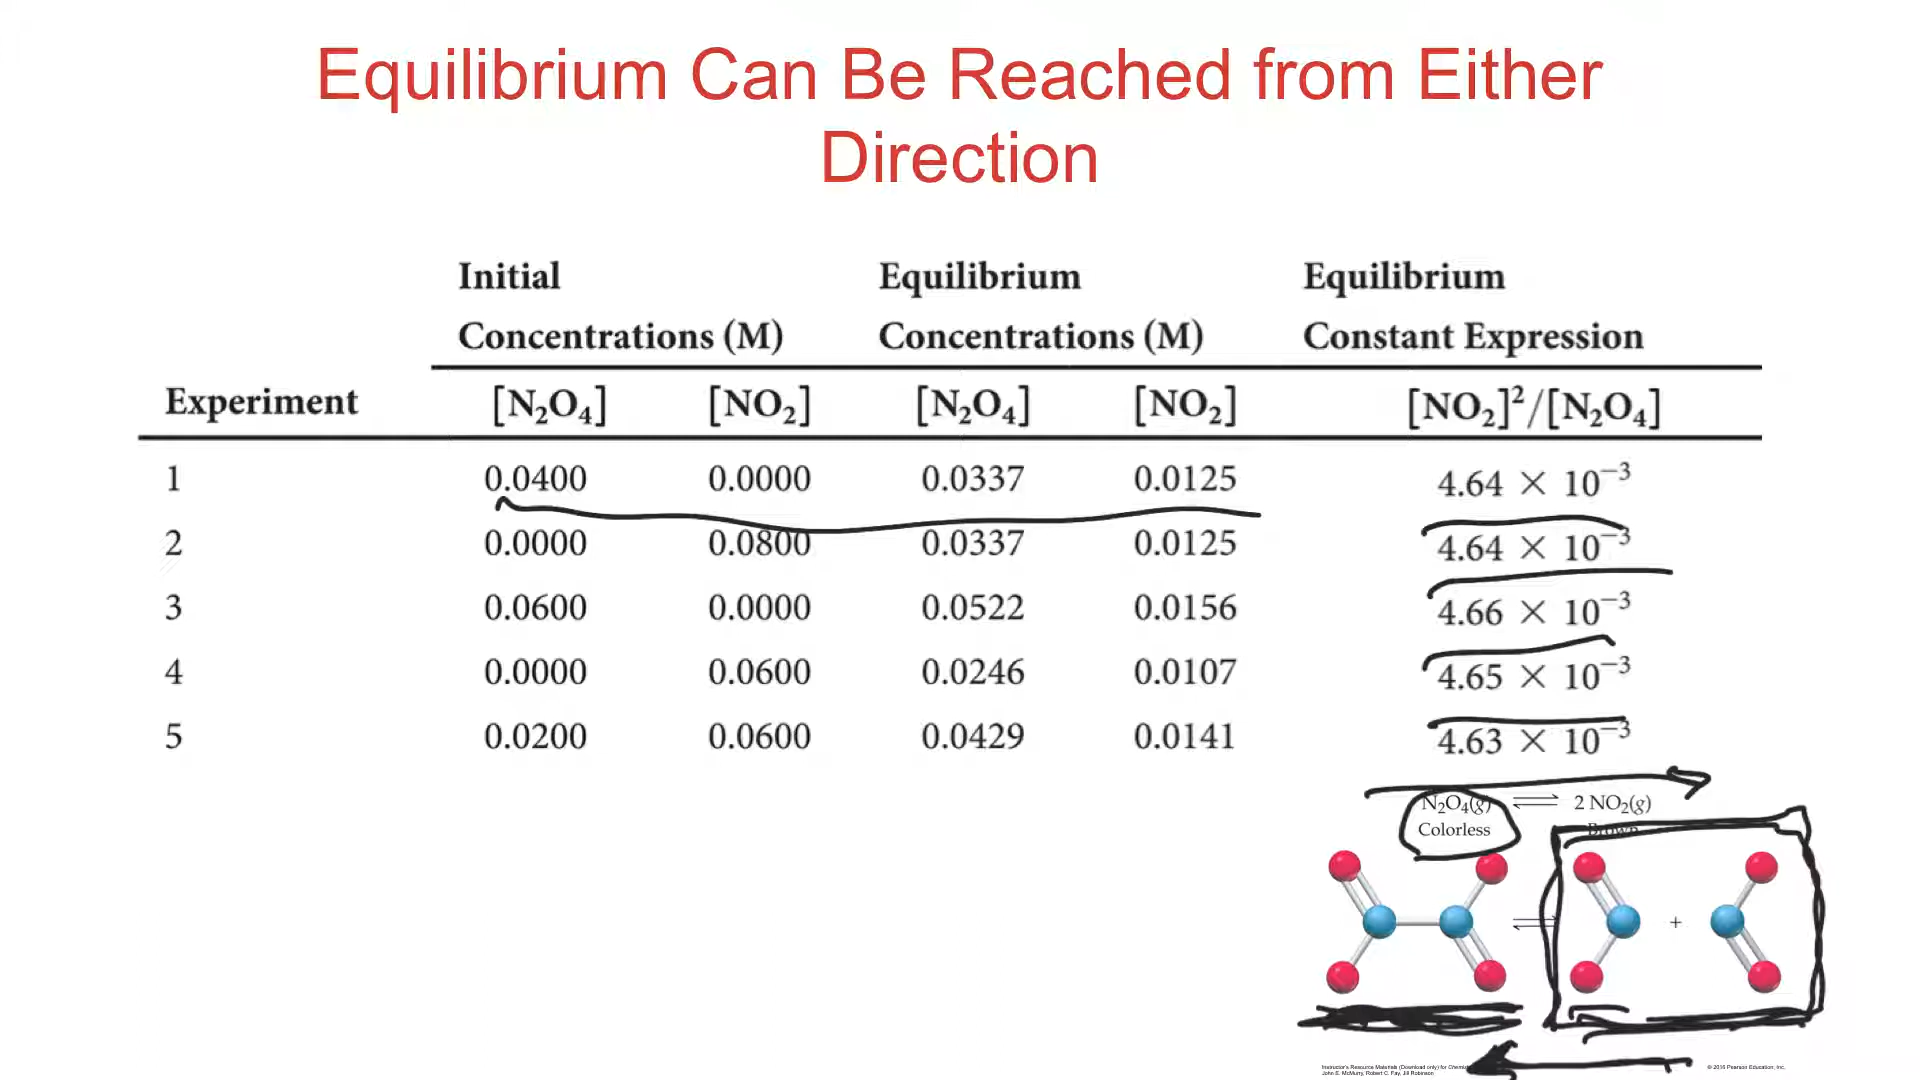 Equilibrium Can Be Reached from Either
Direction
Initial Equilibrium Equilibrium
Concentrations (M) Concentrations (M) Constant Expression
Experiment [N₂O₄] [NO₂] [N₂O₄] [NO₂] [NO₂]²/[N₂O₄]
1 0.0400 0.0000 0.0337 0.0125 4.64 × 10⁻³
2 0.0000 0.0800 0.0337 0.0125 4.64 × 10⁻³
3 0.0600 0.0000 0.0522 0.0156 4.66 × 10⁻³
4 0.0000 0.0600 0.0246 0.0107 4.65 × 10⁻³
5 0.0200 0.0600 0.0429 0.0141 4.63 × 10⁻³
N₂O₄(g) ⇌ 2 NO₂(g)
Colorless Brown
⇌ +
Instructor's Resource Materials (Download only) for © 2016 Pearson Education, Inc.
John E. McMurry, Robert C. Fay, Jill Robinson